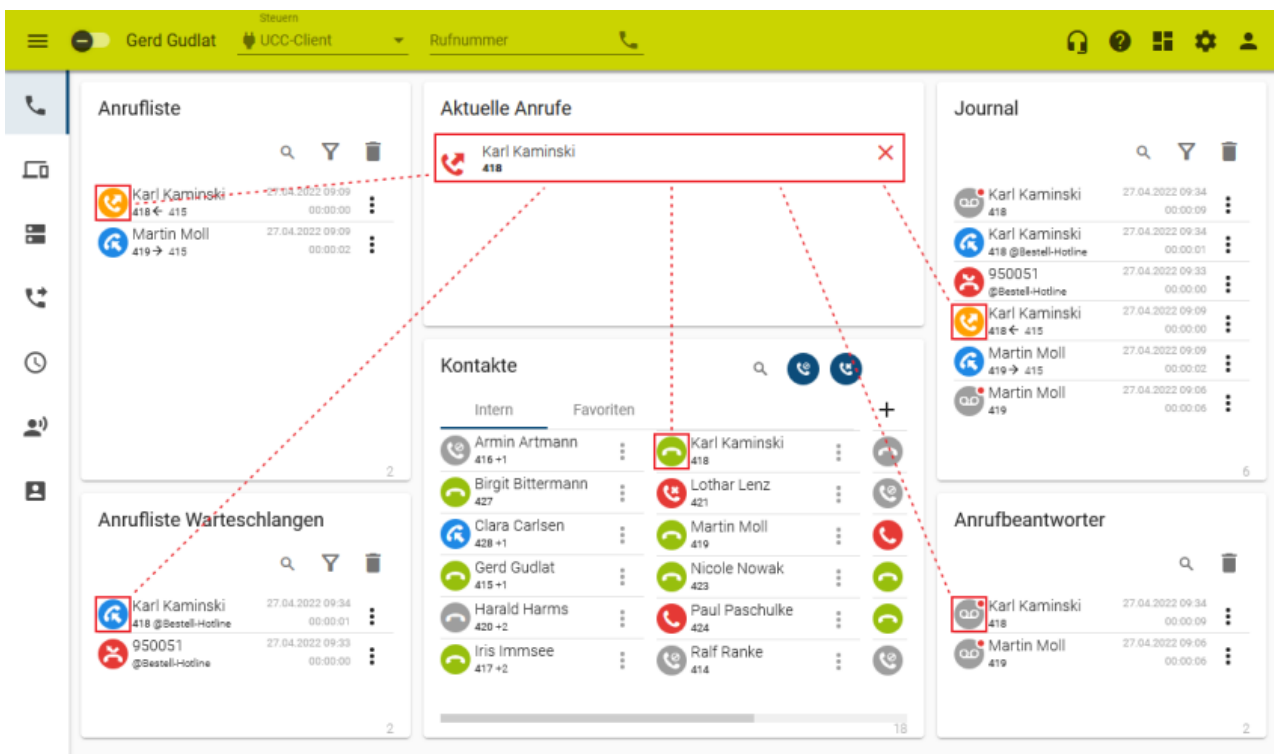 Steuern
Gerd Gudlat
UCC-Client
Rufnummer
Anrufliste
Karl Kaminski 27.04.2022 09:09
418 ← 415 00:00:00
Martin Moll 27.04.2022 09:09
419 → 415 00:00:02
2
Anrufliste Warteschlangen
Karl Kaminski 27.04.2022 09:34
418 @Bestell-Hotline 00:00:01
950051 27.04.2022 09:33
@Bestell-Hotline 00:00:00
2
Aktuelle Anrufe
Karl Kaminski
418
Kontakte
Intern Favoriten
Armin Artmann
416 +1
Birgit Bittermann
427
Clara Carlsen
428 +1
Gerd Gudlat
415 +1
Harald Harms
420 +2
Iris Immsee
417 +2
Karl Kaminski
418
Lothar Lenz
421
Martin Moll
419
Nicole Nowak
423
Paul Paschulke
424
Ralf Ranke
414
18
Journal
Karl Kaminski 27.04.2022 09:34
418 00:00:09
Karl Kaminski 27.04.2022 09:34
418 @Bestell-Hotline 00:00:01
950051 27.04.2022 09:33
@Bestell-Hotline 00:00:00
Karl Kaminski 27.04.2022 09:09
418 ← 415 00:00:00
Martin Moll 27.04.2022 09:09
419 → 415 00:00:02
Martin Moll 27.04.2022 09:06
419 00:00:06
6
Anrufbeantworter
Karl Kaminski 27.04.2022 09:34
418 00:00:09
Martin Moll 27.04.2022 09:06
419 00:00:06
2